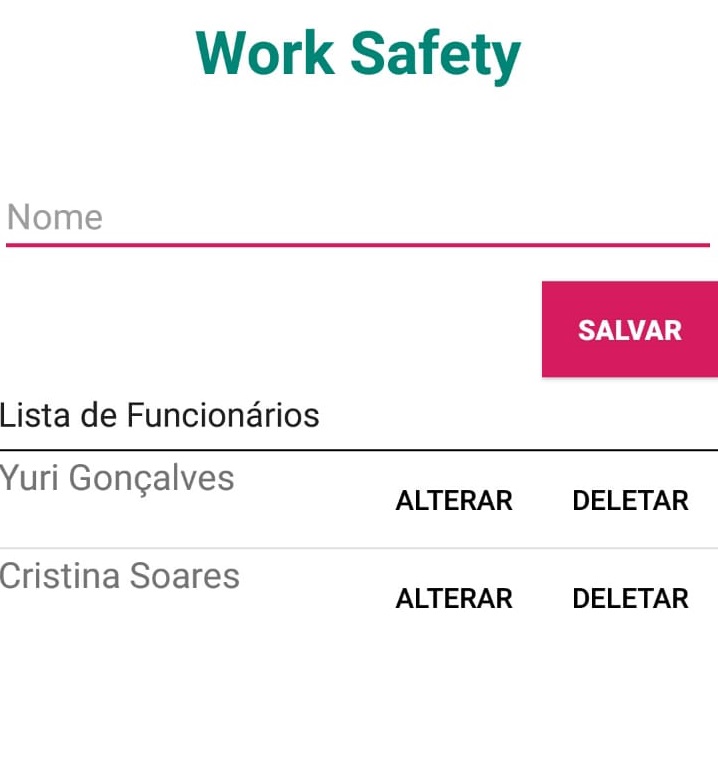 Work Safety
Nome
SALVAR
Lista de Funcionários
Yuri Gonçalves
ALTERAR DELETAR
Cristina Soares
ALTERAR DELETAR